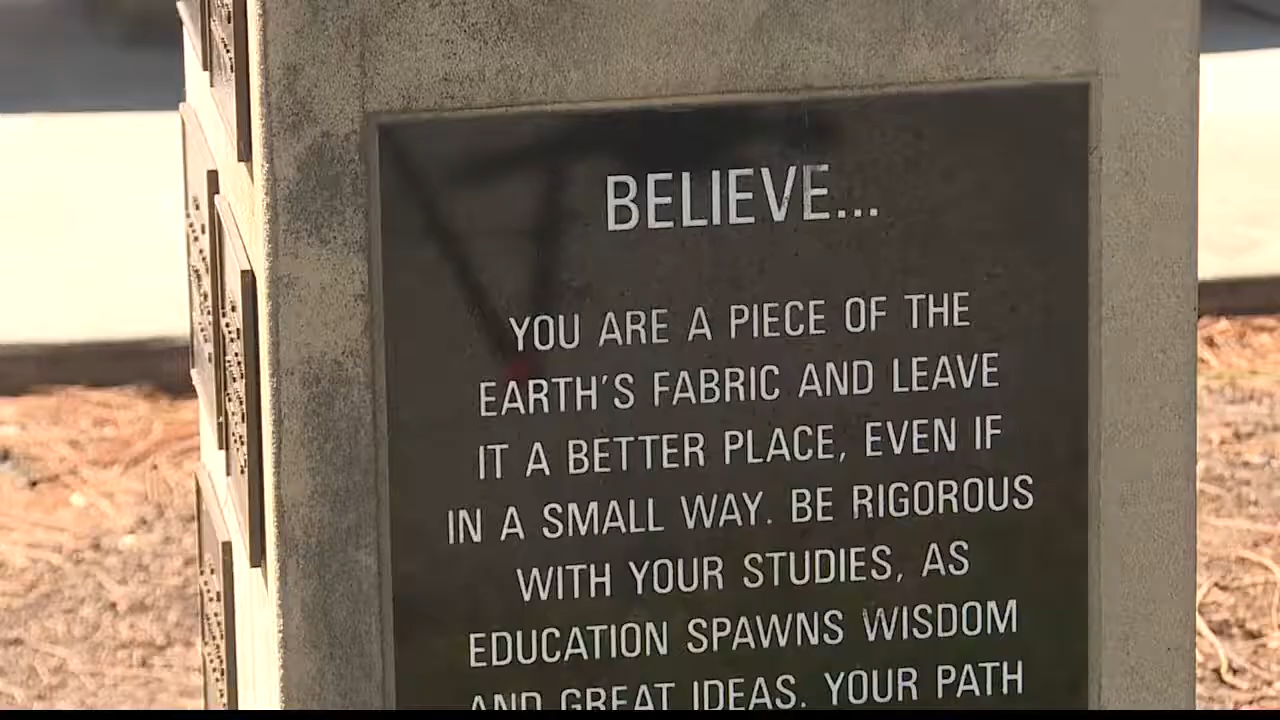 BELIEVE...
YOU ARE A PIECE OF THE
EARTH'S FABRIC AND LEAVE
IT A BETTER PLACE, EVEN IF
IN A SMALL WAY. BE RIGOROUS
WITH YOUR STUDIES, AS
EDUCATION SPAWNS WISDOM
AND GREAT IDEAS. YOUR PATH